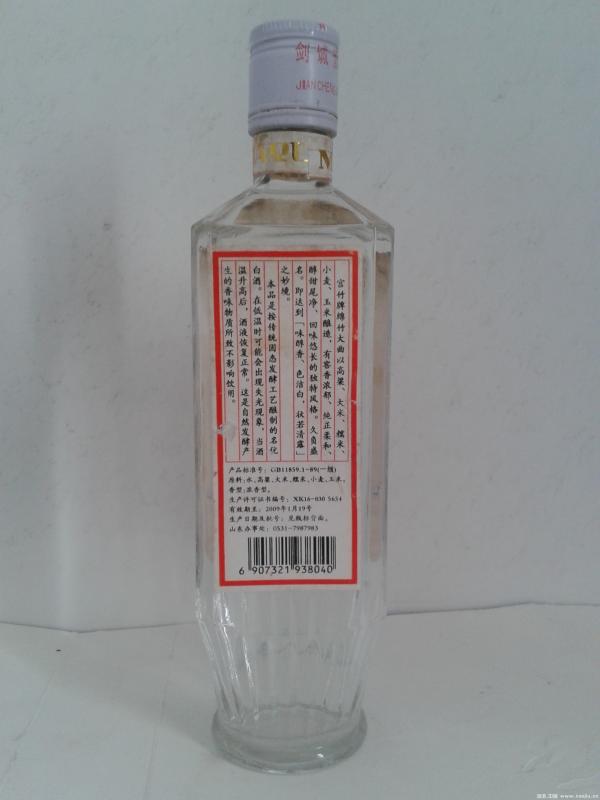 剑城
JIANCHENG
AQU N
宫竹牌绵竹大曲以高粱、大米、糯米、
小麦、玉米酿造，有窖香浓郁、纯正柔和、
醇甜尾净、回味悠长的独特风格。久负盛
名。即达到「味醇香、色洁白，状若清露」
之妙境。
本品是按传统固态发酵工艺酿制的名优
白酒。在低温时可能会出现失光现象，当酒
温升高后，酒液恢复正常。这是自然发酵产
生的香味物质所致不影响饮用。
产品标准号：GB11859.1-89(一级)
原料：水、高粱、大米、糯米、小麦、玉米。
香型：浓香型。
生产许可证书编号：XK16-030 5654
有效期至：2009年1月19号
生产日期及批号：见瓶标背面。
山东办事处：0531-7987983
6 907321 938040